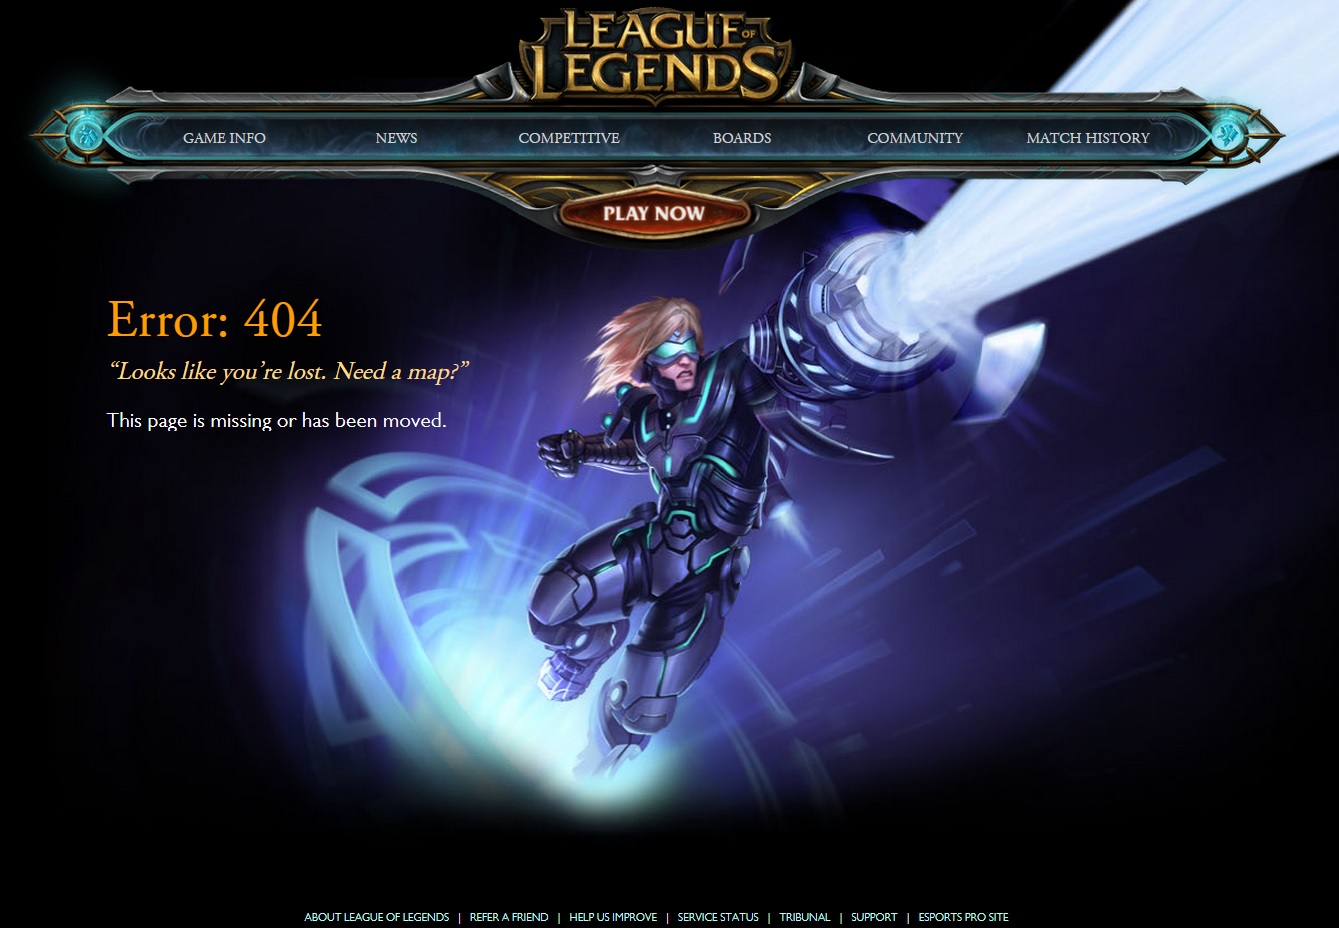 LEAGUE OF
LEGENDS
GAME INFO NEWS COMPETITIVE BOARDS COMMUNITY MATCH HISTORY
PLAY NOW
Error: 404
“Looks like you’re lost. Need a map?”
This page is missing or has been moved.
ABOUT LEAGUE OF LEGENDS | REFER A FRIEND | HELP US IMPROVE | SERVICE STATUS | TRIBUNAL | SUPPORT | ESPORTS PRO SITE